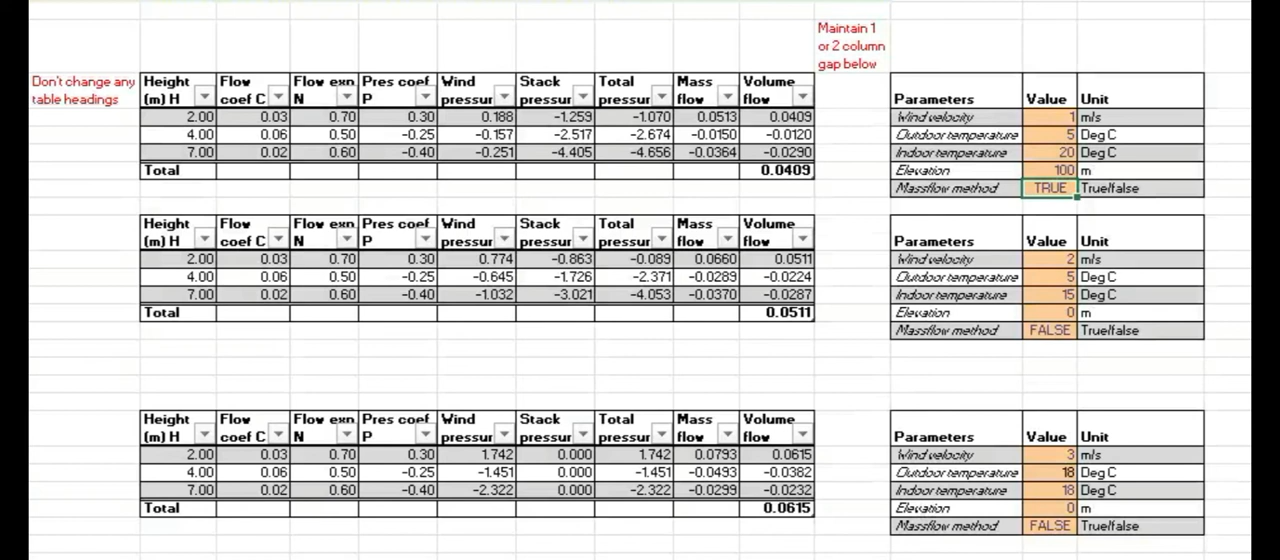 Maintain 1
or 2 column
gap below
Don't change any
table headings
Height Flow Flow exn Pres coef Wind Stack Total Mass Volume
(m) H coef C N P pressur pressur pressur flow flow
2.00 0.03 0.70 0.30 0.188 -1.259 -1.070 0.0513 0.0409
4.00 0.06 0.50 -0.25 -0.157 -2.517 -2.674 -0.0150 -0.0120
7.00 0.02 0.60 -0.40 -0.251 -4.405 -4.656 -0.0364 -0.0290
Total 0.0409
Parameters Value Unit
Wind velocity 1 m/s
Outdoor temperature 5 Deg C
Indoor temperature 20 Deg C
Elevation 100 m
Massflow method TRUE True/false
Height Flow Flow exn Pres coef Wind Stack Total Mass Volume
(m) H coef C N P pressur pressur pressur flow flow
2.00 0.03 0.70 0.30 0.774 -0.863 -0.089 0.0660 0.0511
4.00 0.06 0.50 -0.25 -0.645 -1.726 -2.371 -0.0289 -0.0224
7.00 0.02 0.60 -0.40 -1.032 -3.021 -4.053 -0.0370 -0.0287
Total 0.0511
Parameters Value Unit
Wind velocity 2 m/s
Outdoor temperature 5 Deg C
Indoor temperature 15 Deg C
Elevation 0 m
Massflow method FALSE True/false
Height Flow Flow exn Pres coef Wind Stack Total Mass Volume
(m) H coef C N P pressur pressur pressur flow flow
2.00 0.03 0.70 0.30 1.742 0.000 1.742 0.0793 0.0615
4.00 0.06 0.50 -0.25 -1.451 0.000 -1.451 -0.0493 -0.0382
7.00 0.02 0.60 -0.40 -2.322 0.000 -2.322 -0.0299 -0.0232
Total 0.0615
Parameters Value Unit
Wind velocity 3 m/s
Outdoor temperature 18 Deg C
Indoor temperature 18 Deg C
Elevation 0 m
Massflow method FALSE True/false